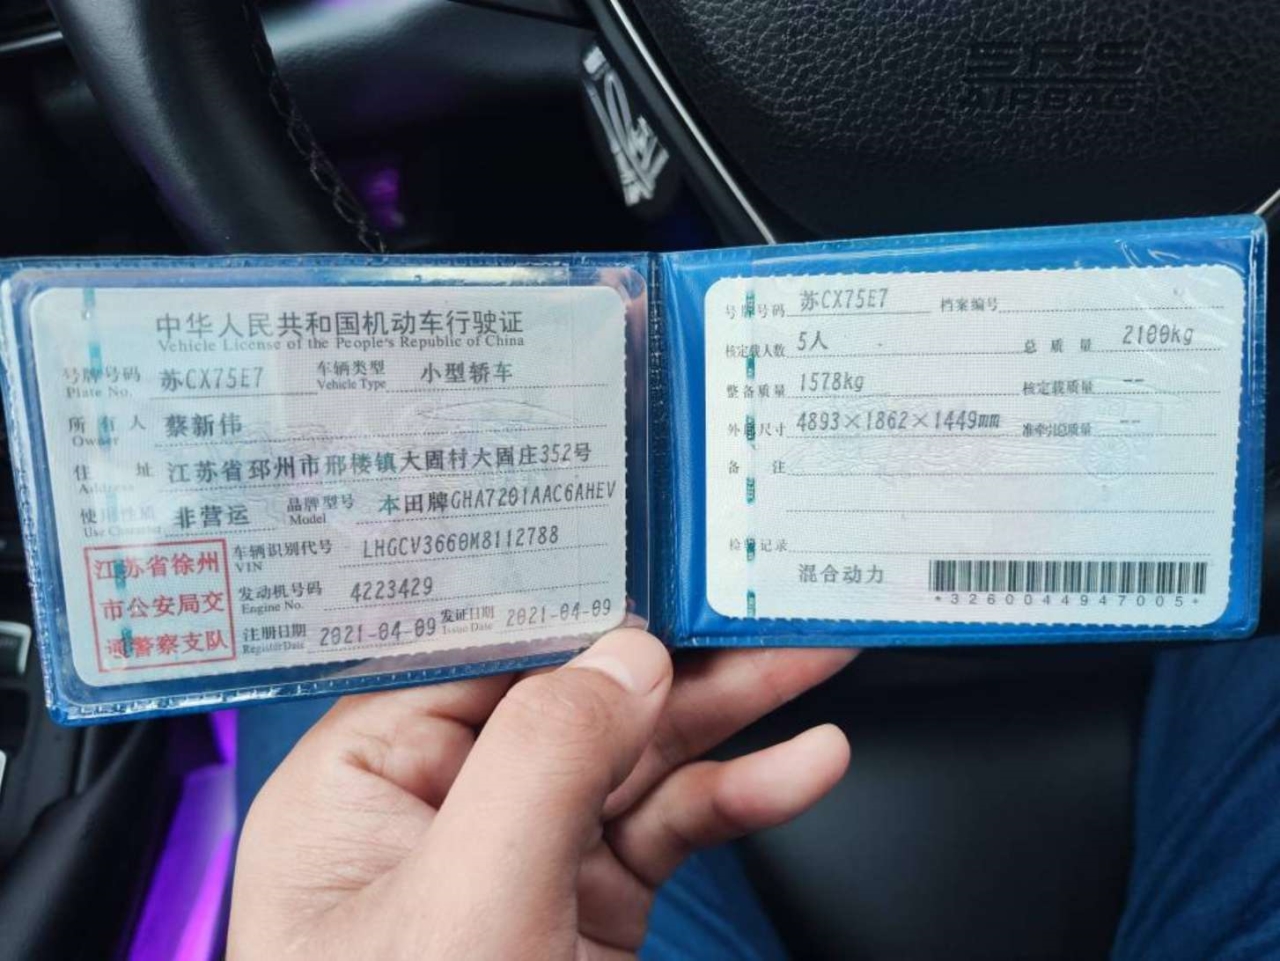 SRS
AIRBAG
中华人民共和国机动车行驶证
Vehicle License of the People's Republic of China
号牌号码 苏CX75E7 车辆类型 小型轿车
Plate No. Vehicle Type
所有人 蔡新伟
Owner
住址 江苏省邳州市邢楼镇大固村大固庄352号
Address
使用性质 非营运 品牌型号 本田牌GHA7201AAC6AHEV
Use Character Model
江苏省徐州
市公安局交
通警察支队
车辆识别代号 LHGCV3660M8112788
VIN
发动机号码 4223429
Engine No.
注册日期 2021-04-09 发证日期 2021-04-09
Register Date Issue Date
号牌号码 苏CX75E7 档案编号
核定载人数 5人 总质量 2100kg
整备质量 1578kg 核定载质量 --
外廓尺寸 4893×1862×1449mm 准牵引总质量 --
备注
检验记录
混合动力
*3260044947005*